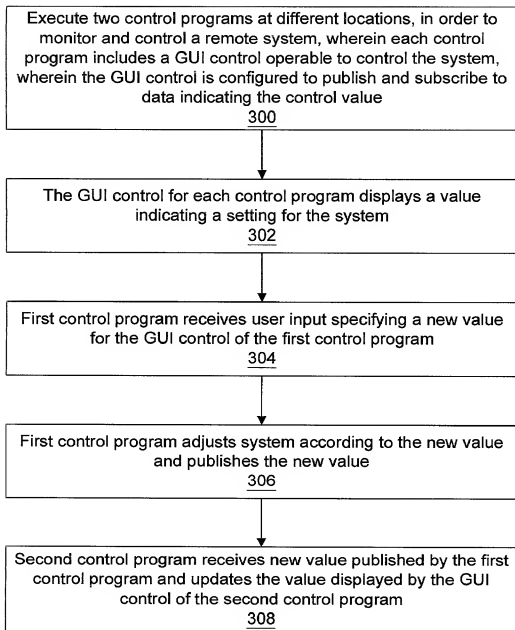 Execute two control programs at different locations, in order to
monitor and control a remote system, wherein each control
program includes a GUI control operable to control the system,
wherein the GUI control is configured to publish and subscribe to
data indicating the control value
300
The GUI control for each control program displays a value
indicating a setting for the system
302
First control program receives user input specifying a new value
for the GUI control of the first control program
304
First control program adjusts system according to the new value
and publishes the new value
306
Second control program receives new value published by the first
control program and updates the value displayed by the GUI
control of the second control program
308